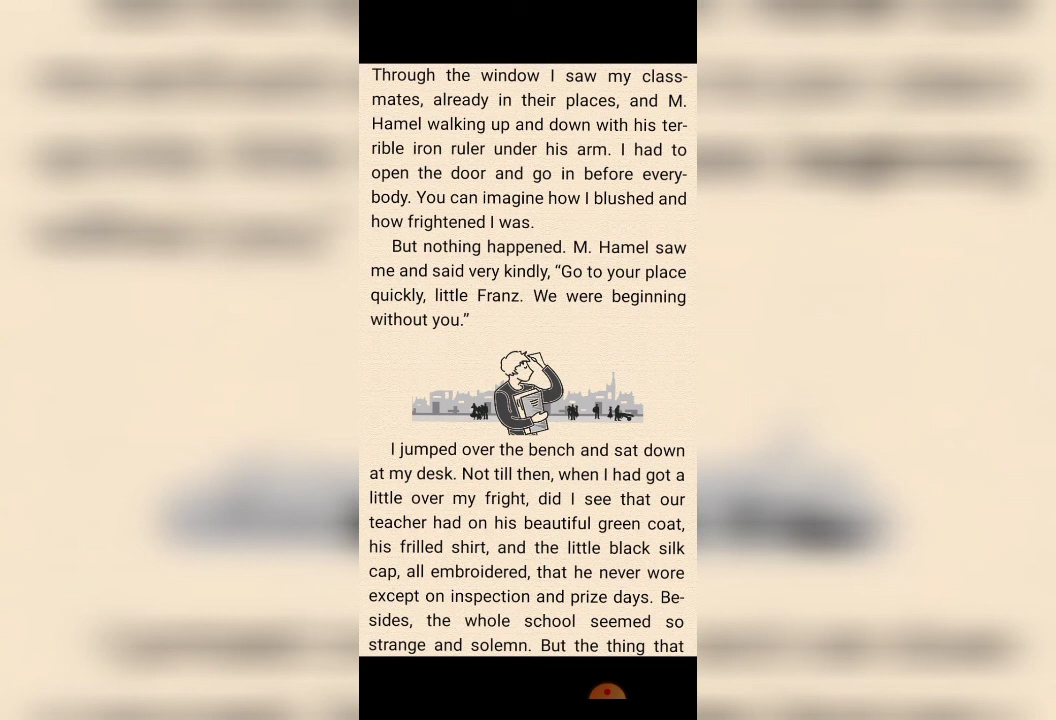 Through the window I saw my class-
mates, already in their places, and M.
Hamel walking up and down with his ter-
rible iron ruler under his arm. I had to
open the door and go in before every-
body. You can imagine how I blushed and
how frightened I was.
But nothing happened. M. Hamel saw
me and said very kindly, “Go to your place
quickly, little Franz. We were beginning
without you.”
I jumped over the bench and sat down
at my desk. Not till then, when I had got a
little over my fright, did I see that our
teacher had on his beautiful green coat,
his frilled shirt, and the little black silk
cap, all embroidered, that he never wore
except on inspection and prize days. Be-
sides, the whole school seemed so
strange and solemn. But the thing that